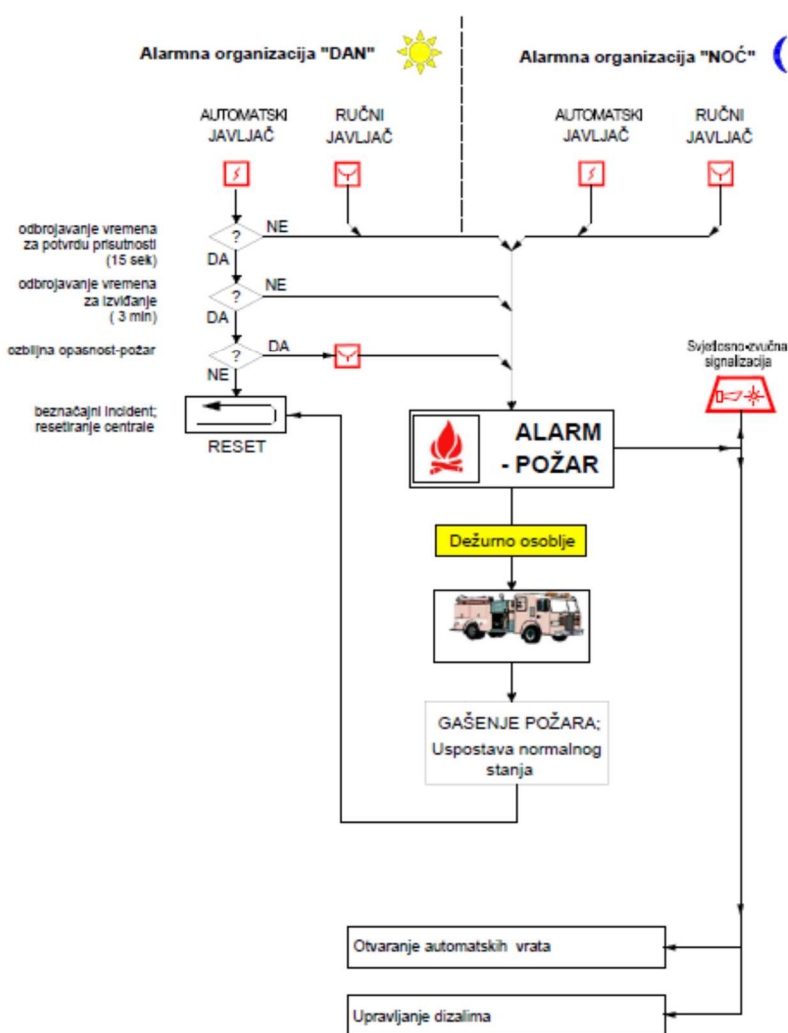 Alarmna organizacija "DAN"
Alarmna organizacija "NOĆ"
AUTOMATSKI
JAVLJAČ
RUČNI
JAVLJAČ
AUTOMATSKI
JAVLJAČ
RUČNI
JAVLJAČ
odbrojavanje vremena
za potvrdu prisutnosti
(15 sek)
?
NE
DA
odbrojavanje vremena
za izviđanje
( 3 min)
?
NE
DA
ozbiljna opasnost-požar
?
DA
NE
Svjetlosno-zvučna
signalizacija
beznačajni incident;
resetiranje centrale
RESET
ALARM
- POŽAR
Dežurno osoblje
GAŠENJE POŽARA;
Uspostava normalnog
stanja
Otvaranje automatskih vrata
Upravljanje dizalima